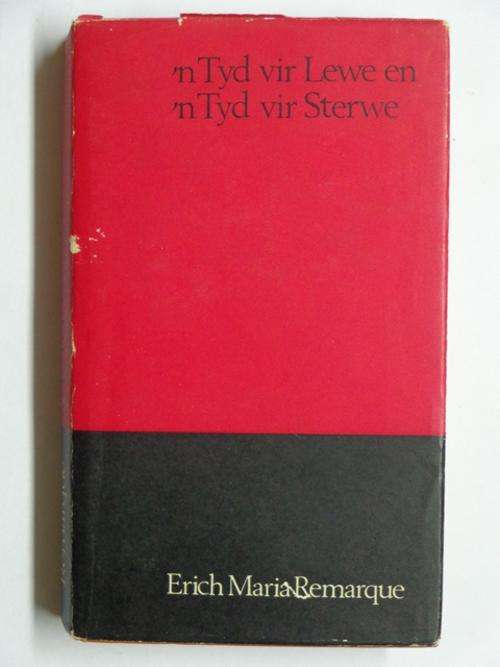 'n Tyd vir Lewe en
'n Tyd vir Sterwe
Erich Maria Remarque